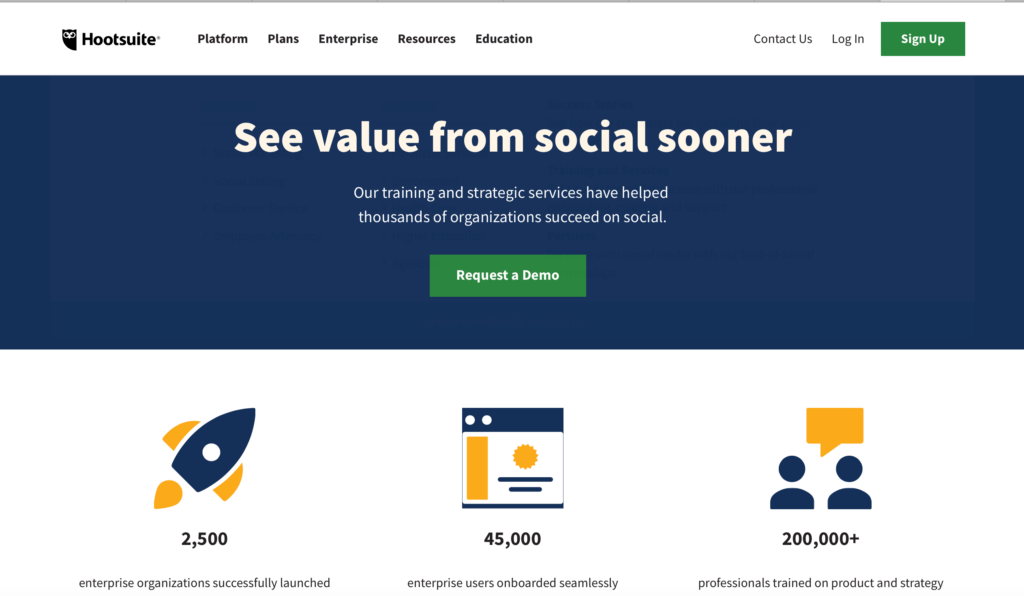 Hootsuite®
Platform Plans Enterprise Resources Education Contact Us Log In Sign Up
See value from social sooner
Our training and strategic services have helped
thousands of organizations succeed on social.
Request a Demo
2,500 45,000 200,000+
enterprise organizations successfully launched enterprise users onboarded seamlessly professionals trained on product and strategy